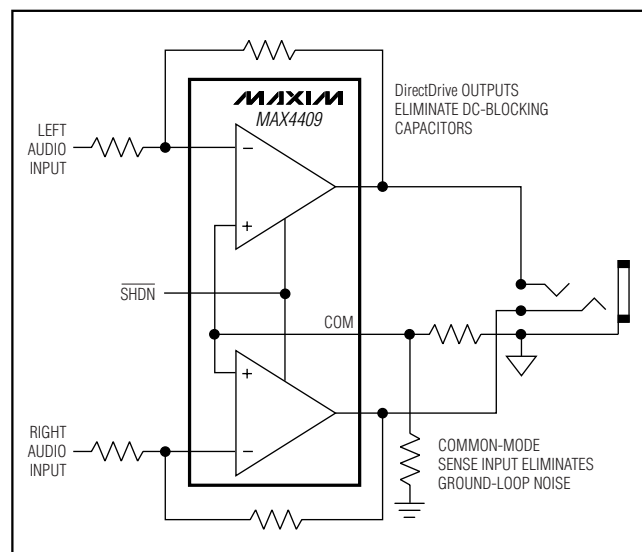 MAXIM
MAX4409
DirectDrive OUTPUTS
ELIMINATE DC-BLOCKING
CAPACITORS
LEFT
AUDIO
INPUT
−
+
SHDN
COM
+
−
RIGHT
AUDIO
INPUT
COMMON-MODE
SENSE INPUT ELIMINATES
GROUND-LOOP NOISE